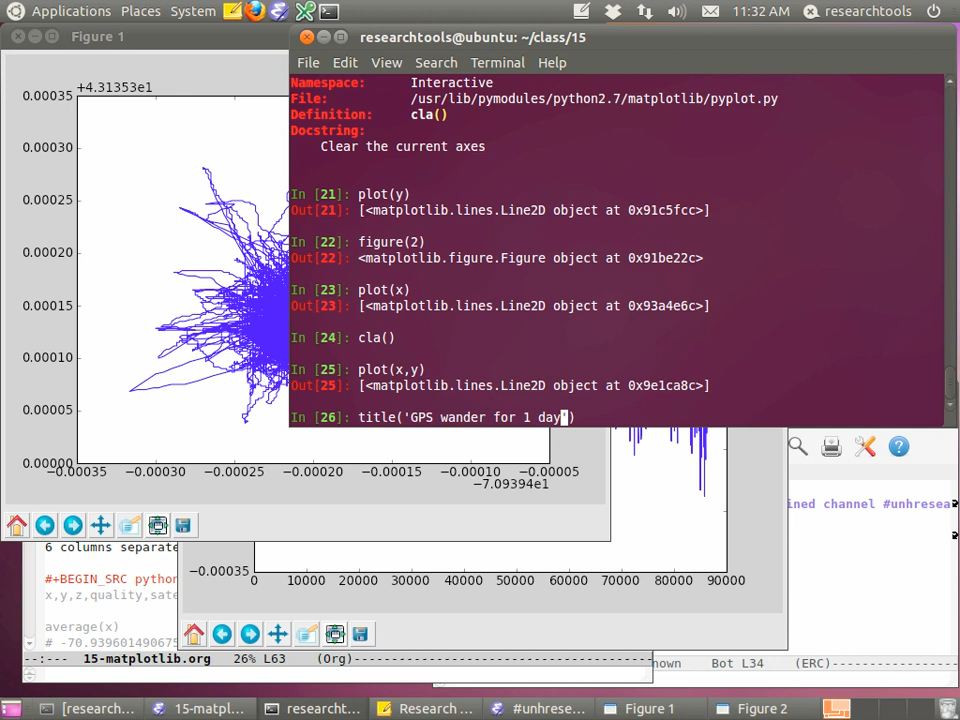 Applications Places System 11:32 AM researchtools
Figure 1
researchtools@ubuntu: ~/class/15
File Edit View Search Terminal Help
Namespace: Interactive
File: /usr/lib/pymodules/python2.7/matplotlib/pyplot.py
Definition: cla()
Docstring:
Clear the current axes
In [21]: plot(y)
Out[21]: [<matplotlib.lines.Line2D object at 0x91c5fcc>]
In [22]: figure(2)
Out[22]: <matplotlib.figure.Figure object at 0x91be22c>
In [23]: plot(x)
Out[23]: [<matplotlib.lines.Line2D object at 0x93a4e6c>]
In [24]: cla()
In [25]: plot(x,y)
Out[25]: [<matplotlib.lines.Line2D object at 0x9e1ca8c>]
In [26]: title('GPS wander for 1 day')
+4.31353e1
0.00035
0.00030
0.00025
0.00020
0.00015
0.00010
0.00005
0.00000
−0.00035 −0.00030 −0.00025 −0.00020 −0.00015 −0.00010 −0.00005
−7.09394e1
ined channel #unhresea
6 columns separate
#+BEGIN_SRC python
x,y,z,quality,sate
average(x)
# -70.939601490675
−0.00035
0 10000 20000 30000 40000 50000 60000 70000 80000 90000
--:--- 15-matplotlib.org 26% L63 (Org)
nown Bot L34 (ERC)
[research... 15-matpl... researcht... Research ... #unhrese... Figure 1 Figure 2